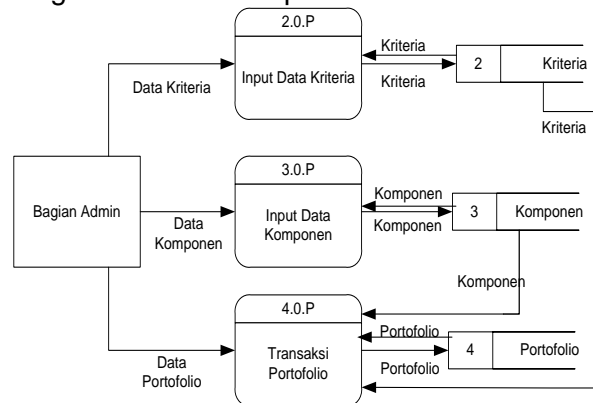 2.0.P
Input Data Kriteria
Kriteria
Kriteria
2
Kriteria
Data Kriteria
Kriteria
3.0.P
Input Data
Komponen
Komponen
Komponen
3
Komponen
Bagian Admin
Data
Komponen
Komponen
4.0.P
Transaksi
Portofolio
Portofolio
Portofolio
4
Portofolio
Data
Portofolio